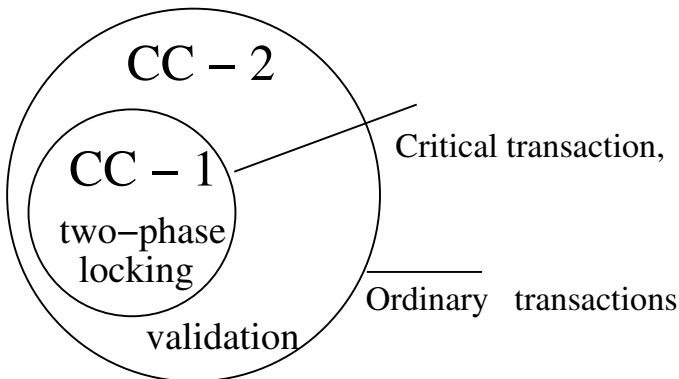 CC − 2
Critical transaction,
CC − 1
two−phase
locking
Ordinary transactions
validation